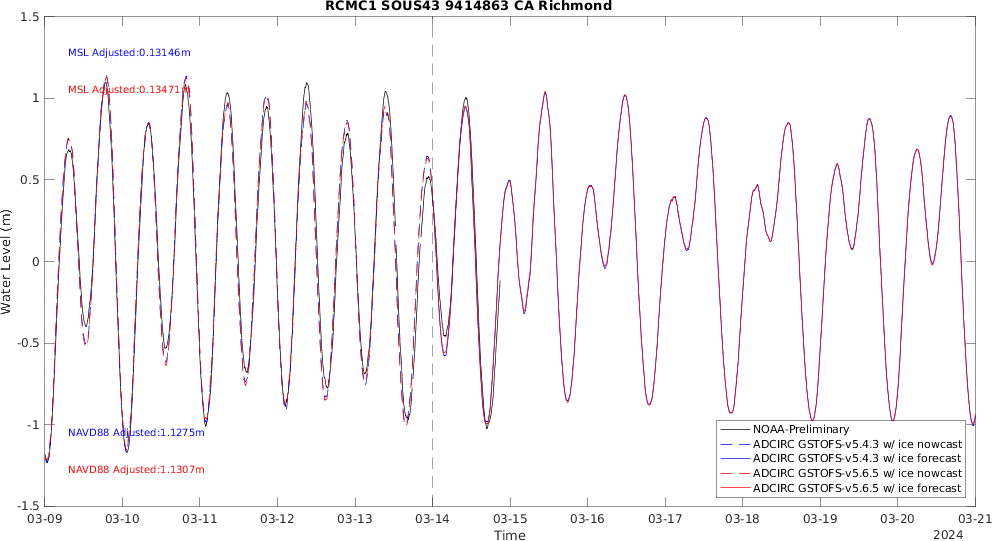 RCMC1 SOUS43 9414863 CA Richmond
1.5
MSL Adjusted:0.13146m
MSL Adjusted:0.13471m
1
0.5
0
-0.5
-1
-1.5
Water Level (m)
NAVD88 Adjusted:1.1275m
NAVD88 Adjusted:1.1307m
NOAA-Preliminary
ADCIRC GSTOFS-v5.4.3 w/ ice nowcast
ADCIRC GSTOFS-v5.4.3 w/ ice forecast
ADCIRC GSTOFS-v5.6.5 w/ ice nowcast
ADCIRC GSTOFS-v5.6.5 w/ ice forecast
03-09 03-10 03-11 03-12 03-13 03-14 03-15 03-16 03-17 03-18 03-19 03-20 03-21
Time
2024